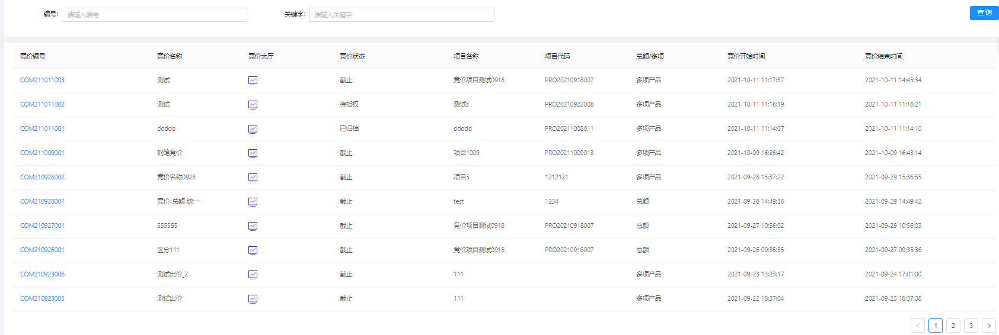 编号: 请输入编号 关键字: 请输入关键字 查 询
竞价编号 竞价名称 竞价大厅 竞价状态 项目名称 项目代码 总额/多项 竞价开始时间 竞价结束时间
COM211011003 测试 截止 竞价项目测试0918 PRO20210918007 多项产品 2021-10-11 11:17:37 2021-10-11 14:45:34
COM211011002 测试 待授权 测试s PRO20210922008 多项产品 2021-10-11 11:16:19 2021-10-11 11:16:21
COM211011001 ddddd 已归档 ddddd PRO20211008011 多项产品 2021-10-11 11:14:07 2021-10-11 11:14:10
COM211009001 钢笔竞价 截止 项目1009 PRO20211009013 多项产品 2021-10-09 16:26:42 2021-10-09 16:43:14
COM210928002 竞价名称0928 截止 项目5 1212121 多项产品 2021-09-28 15:37:22 2021-09-29 15:36:55
COM210928001 竞价-总额-统一 截止 test 1234 总额 2021-09-28 14:49:36 2021-09-29 14:49:42
COM210927001 555555 截止 竞价项目测试0918 PRO20210918007 总额 2021-09-27 10:56:02 2021-09-29 10:56:03
COM210926001 区分111 截止 竞价项目测试0918 PRO20210918007 总额 2021-09-26 09:35:35 2021-09-27 09:35:36
COM210923006 测试出价_2 截止 111 多项产品 2021-09-23 13:23:17 2021-09-24 17:01:00
COM210923005 测试出价 截止 111 多项产品 2021-09-22 18:37:04 2021-09-23 18:37:08
< 1 2 3 >